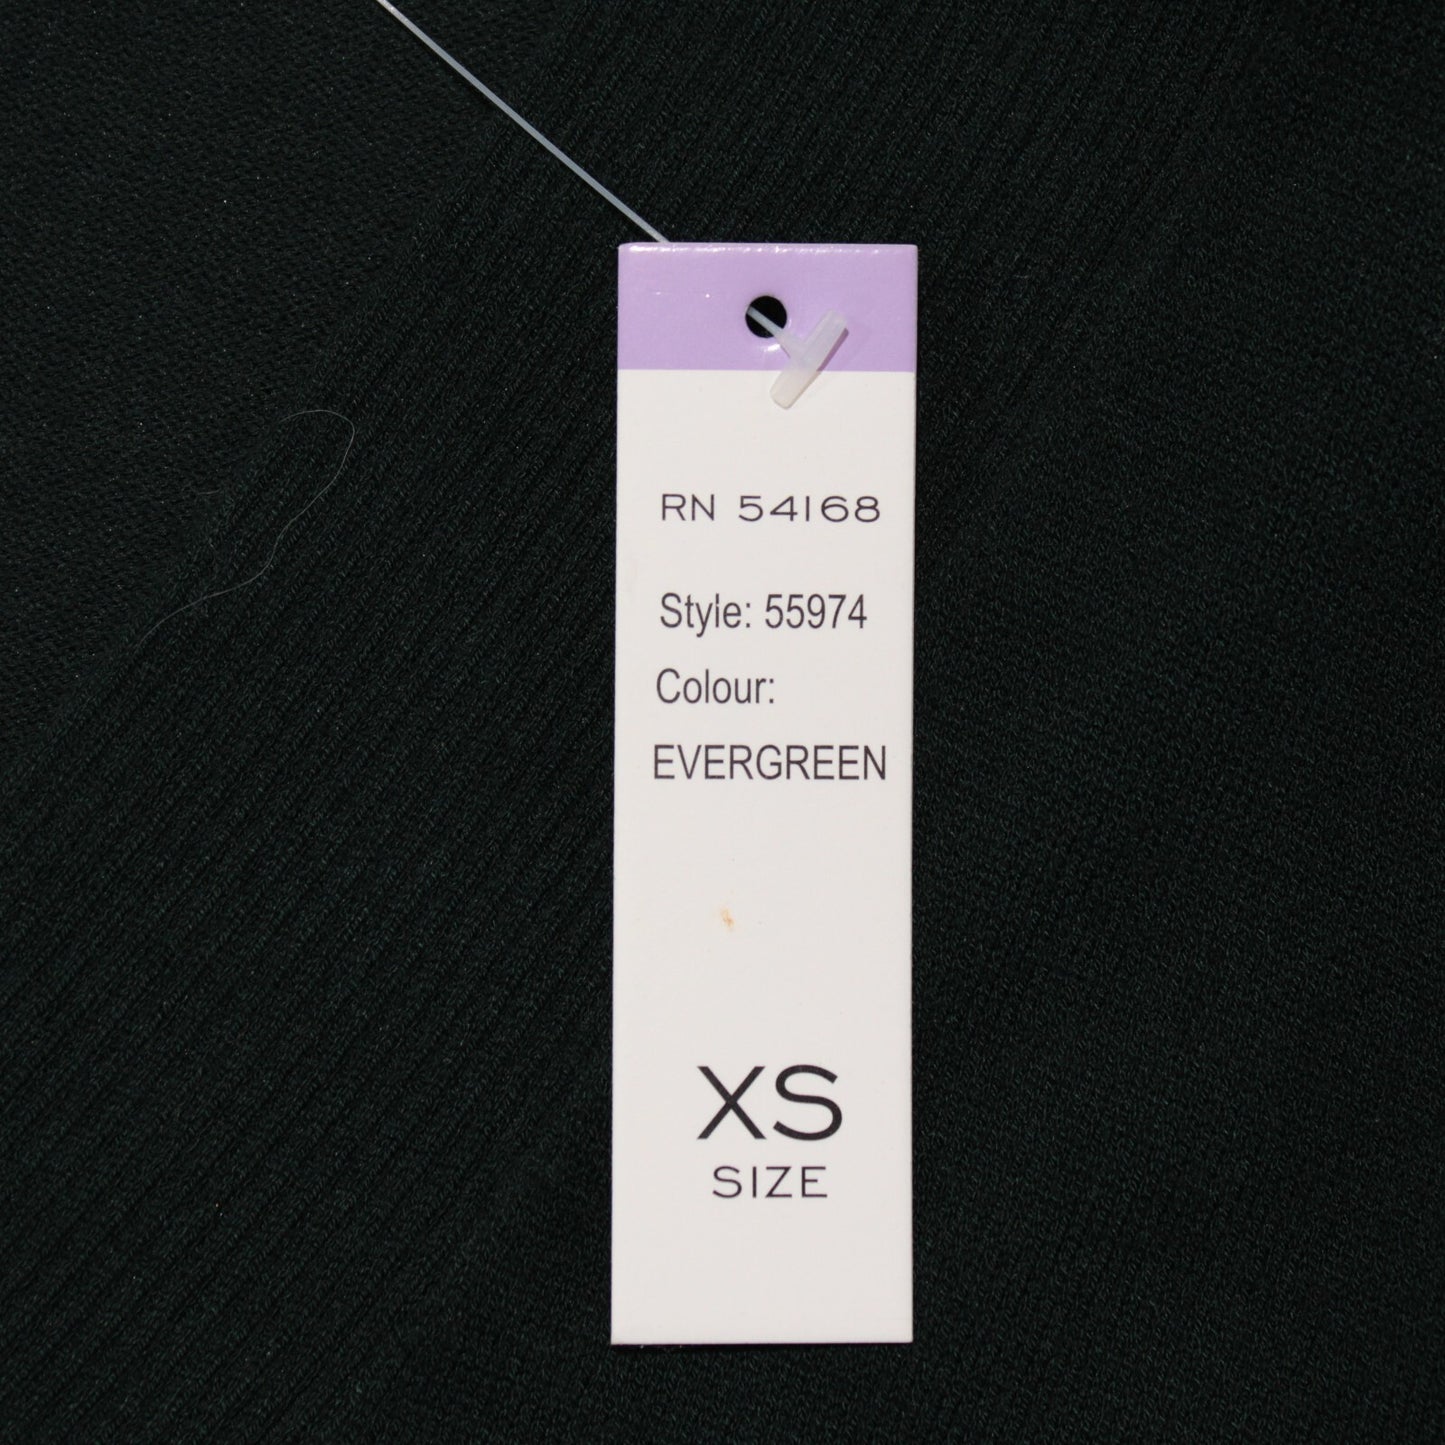 RN 54168
Style: 55974
Colour:
EVERGREEN
XS
SIZE